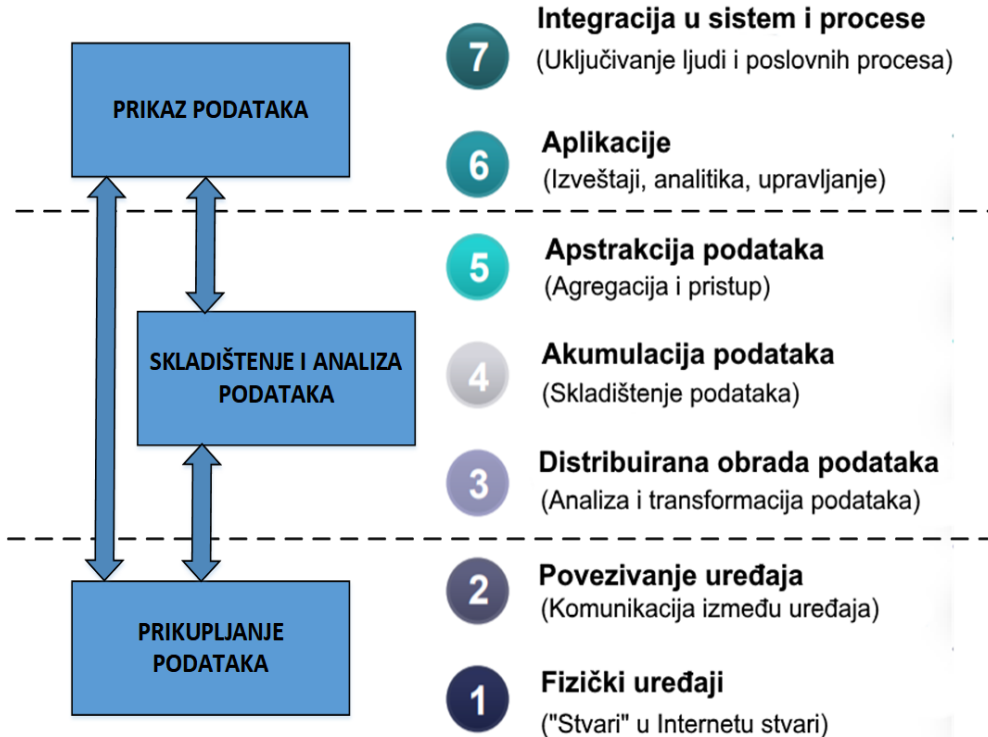 PRIKAZ PODATAKA
SKLADIŠTENJE I ANALIZA
PODATAKA
PRIKUPLJANJE
PODATAKA
7
Integracija u sistem i procese
(Uključivanje ljudi i poslovnih procesa)
6
Aplikacije
(Izveštaji, analitika, upravljanje)
5
Apstrakcija podataka
(Agregacija i pristup)
4
Akumulacija podataka
(Skladištenje podataka)
3
Distribuirana obrada podataka
(Analiza i transformacija podataka)
2
Povezivanje uređaja
(Komunikacija između uređaja)
1
Fizički uređaji
("Stvari" u Internetu stvari)